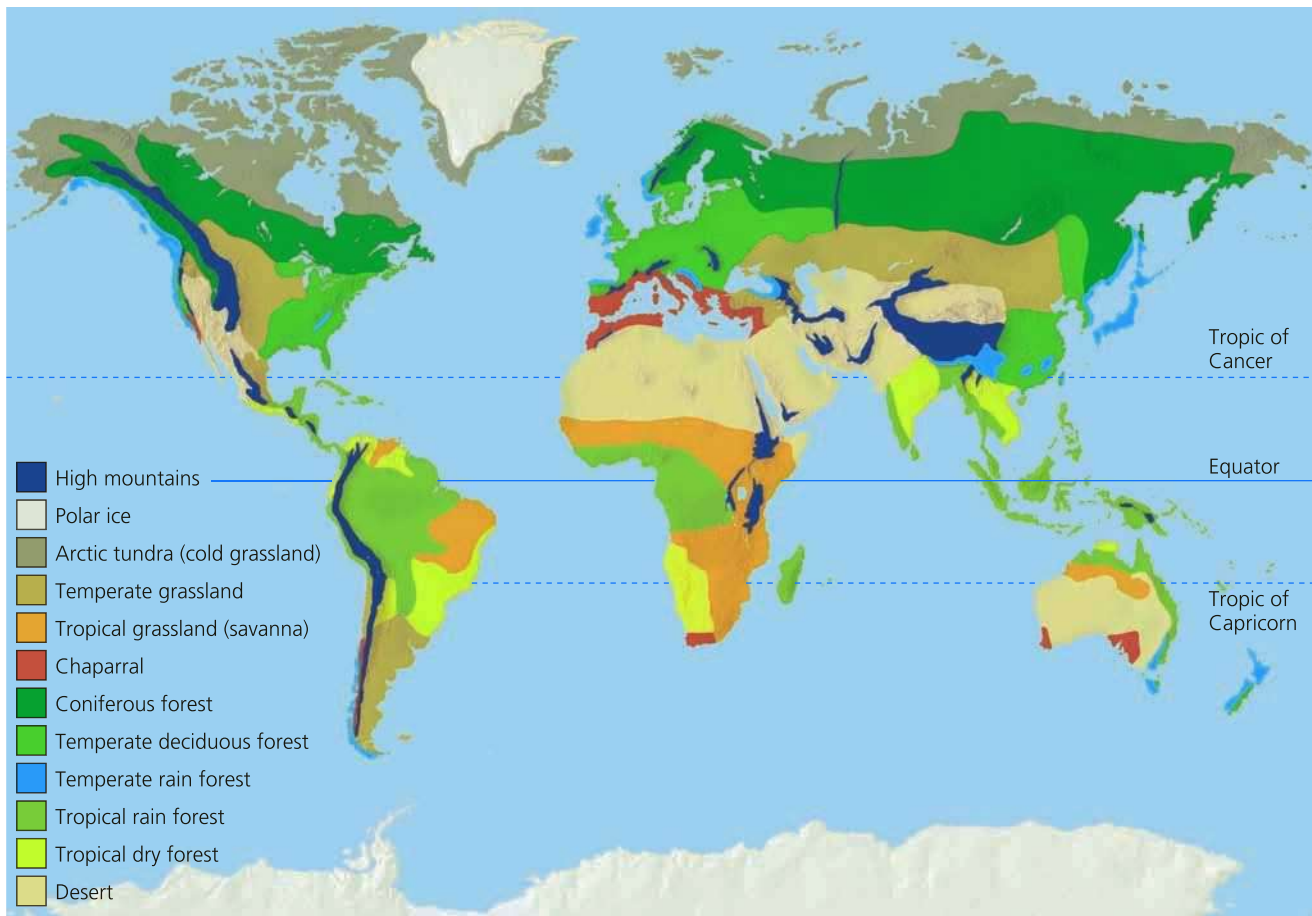 Tropic of
Cancer
Equator
Tropic of
Capricorn
High mountains
Polar ice
Arctic tundra (cold grassland)
Temperate grassland
Tropical grassland (savanna)
Chaparral
Coniferous forest
Temperate deciduous forest
Temperate rain forest
Tropical rain forest
Tropical dry forest
Desert